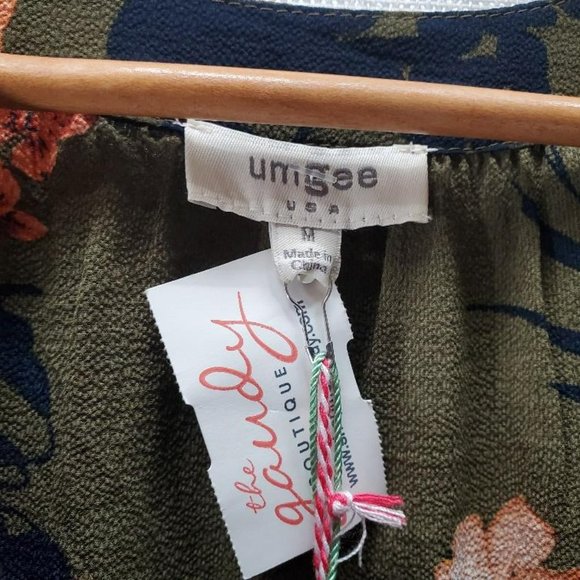 umgee
USA
M
Made in
China
the
gaudy
BOUTIQUE